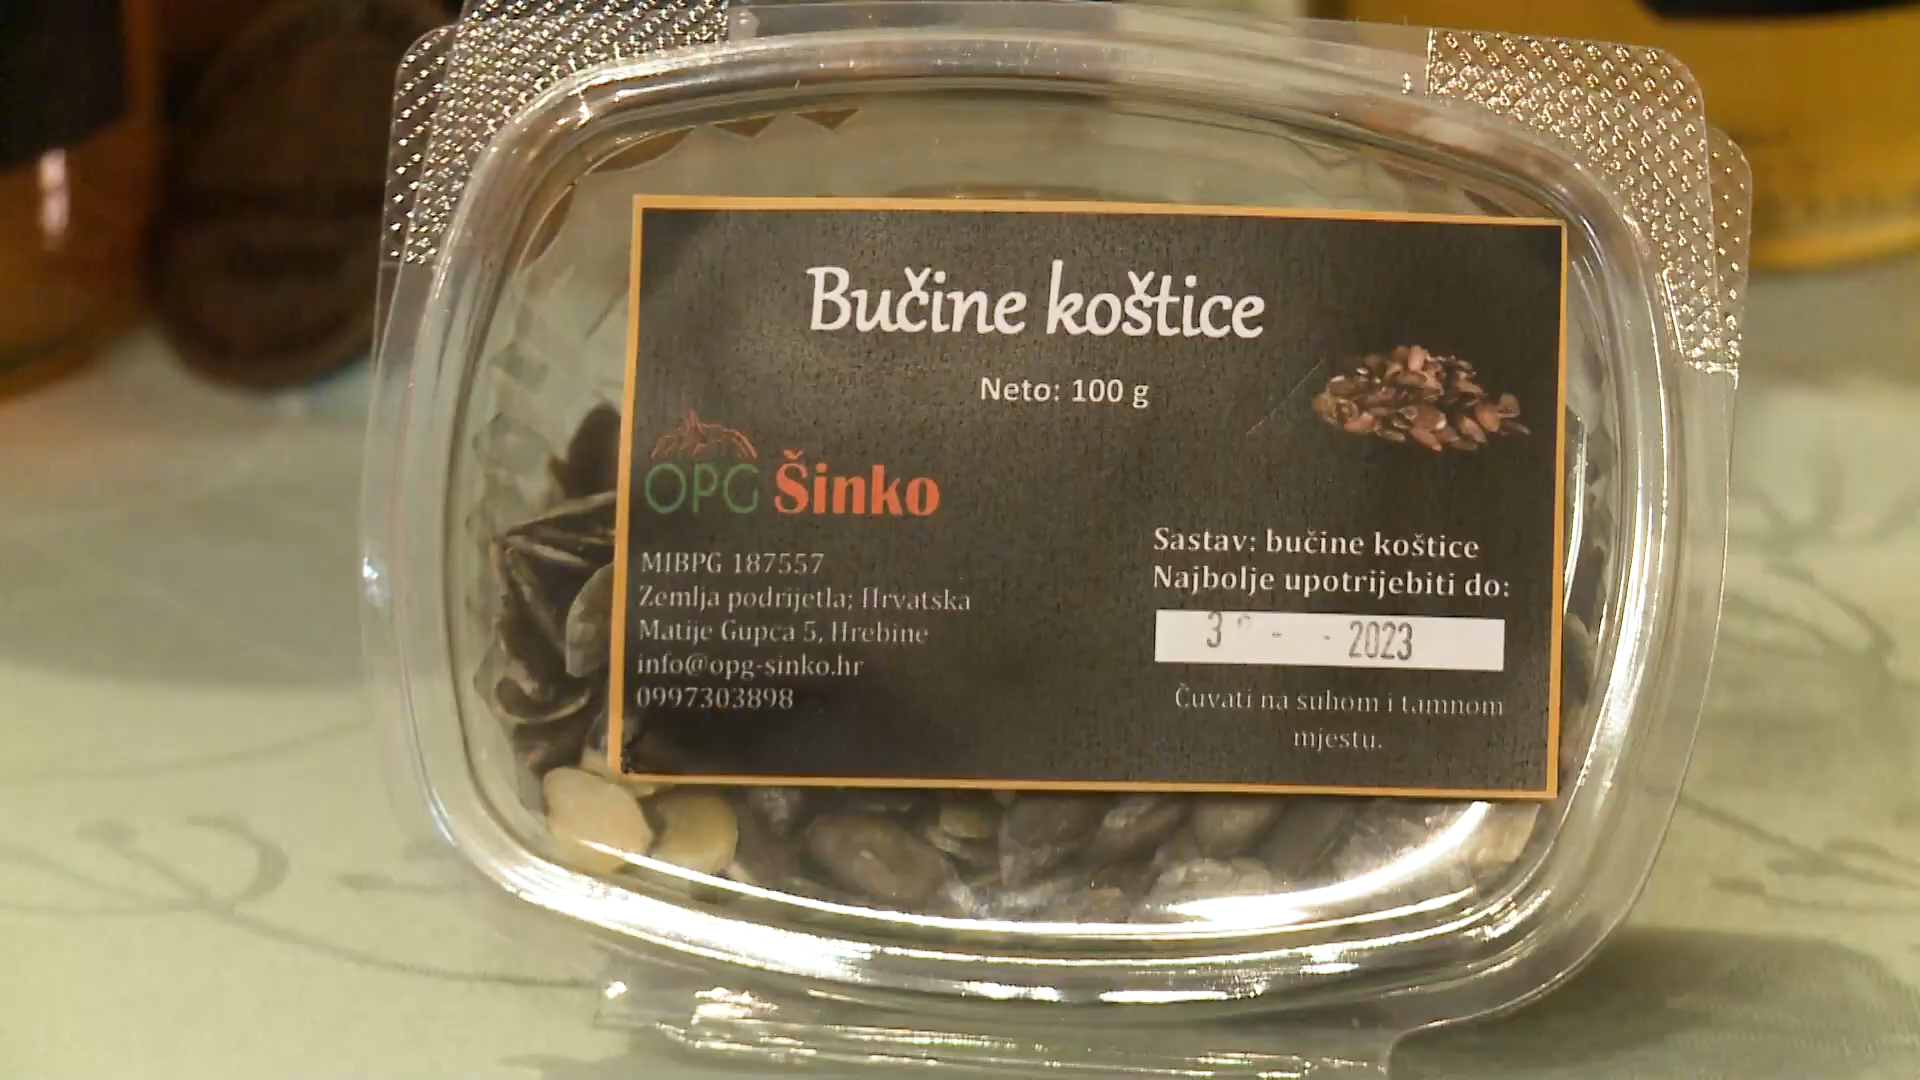 Bučine koštice
Neto: 100 g
OPG Šinko
MIBPG 187557
Zemlja podrijetla; Hrvatska
Matije Gupca 5, Hrebine
info@opg-sinko.hr
0997303898
Sastav: bučine koštice
Najbolje upotrijebiti do:
- - 2023
Čuvati na suhom i tamnom
mjestu.